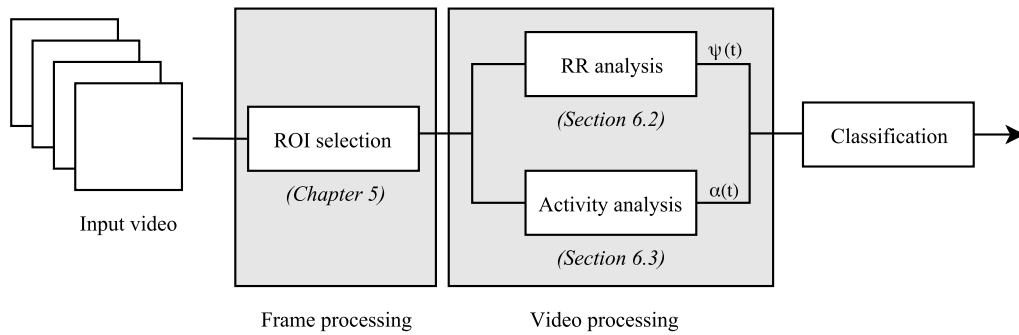 Input video
ROI selection
(Chapter 5)
Frame processing
RR analysis
ψ(t)
(Section 6.2)
Activity analysis
α(t)
(Section 6.3)
Video processing
Classification